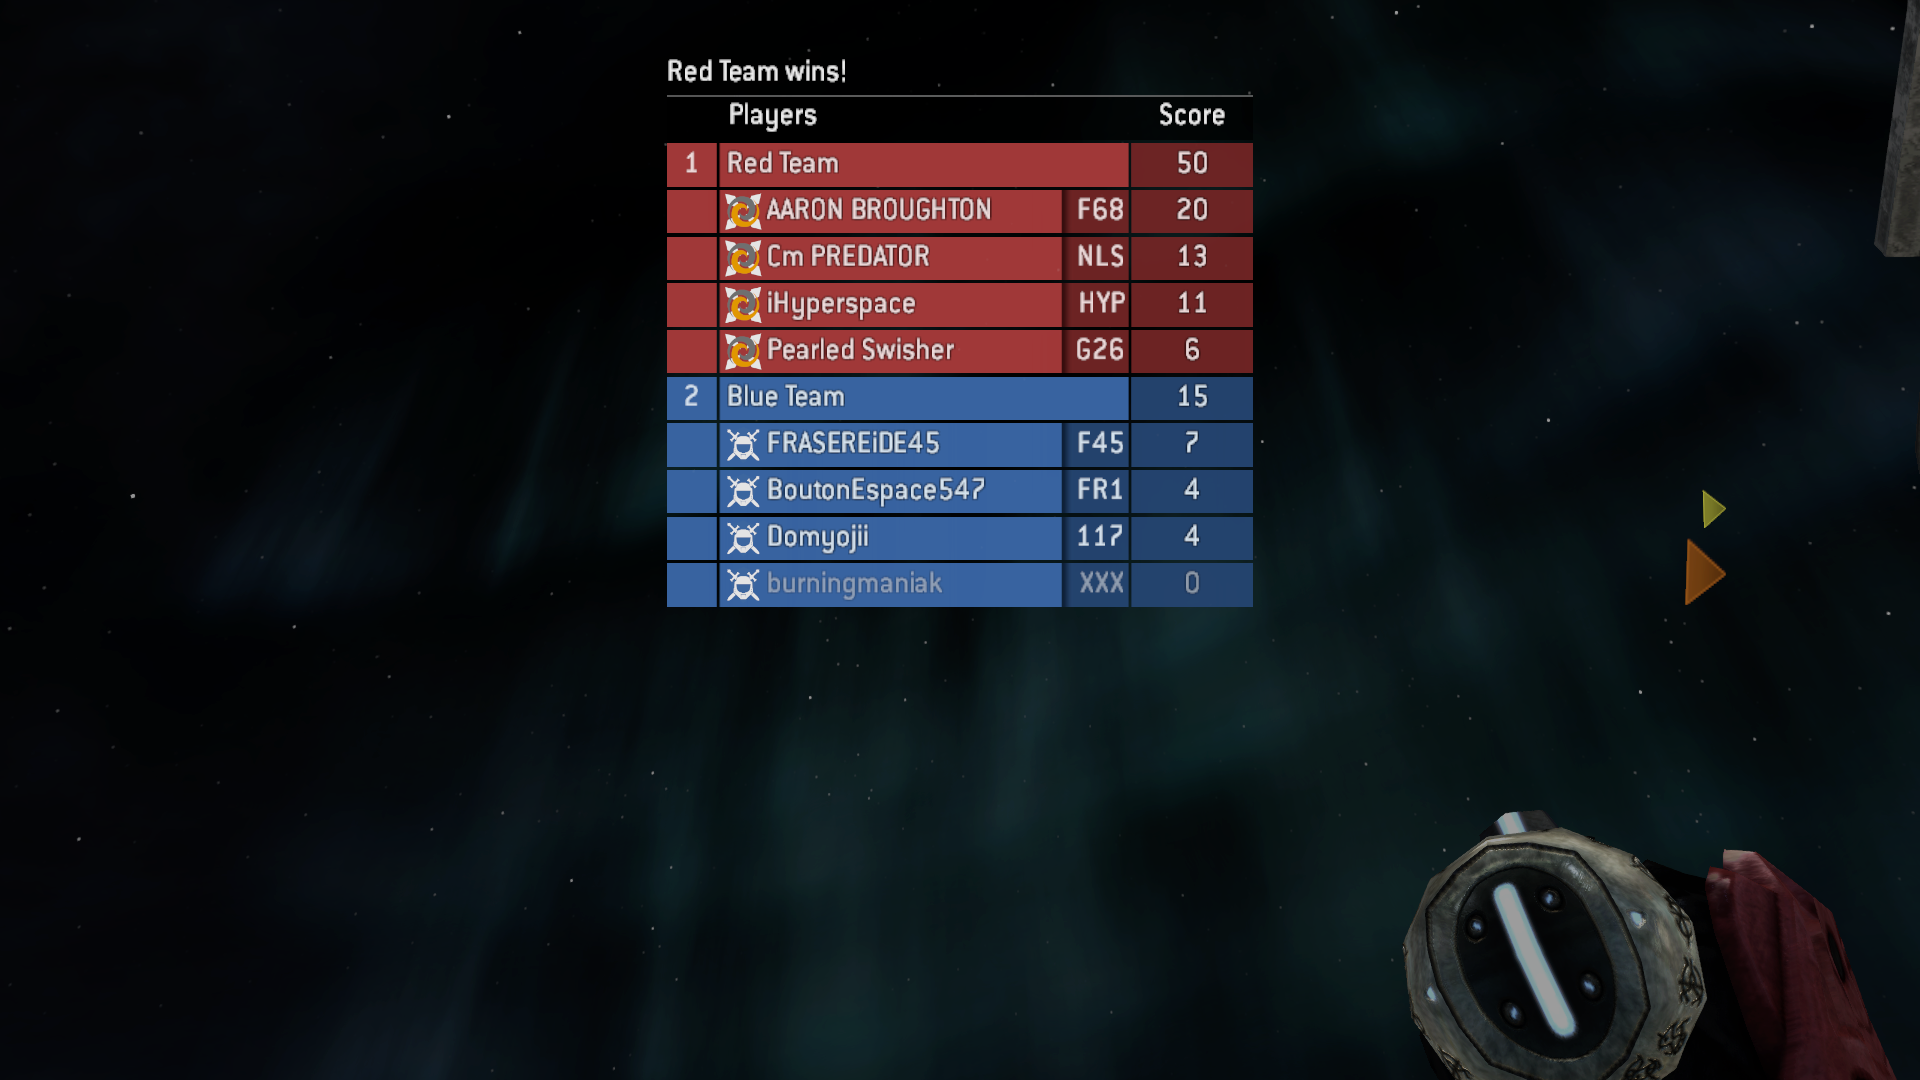 Red Team wins!
Players Score
1 Red Team 50
AARON BROUGHTON F68 20
Cm PREDATOR NLS 13
iHyperspace HYP 11
Pearled Swisher G26 6
2 Blue Team 15
FRASEREiDE45 F45 7
BoutonEspace547 FR1 4
Domyojii 117 4
burningmaniak XXX 0